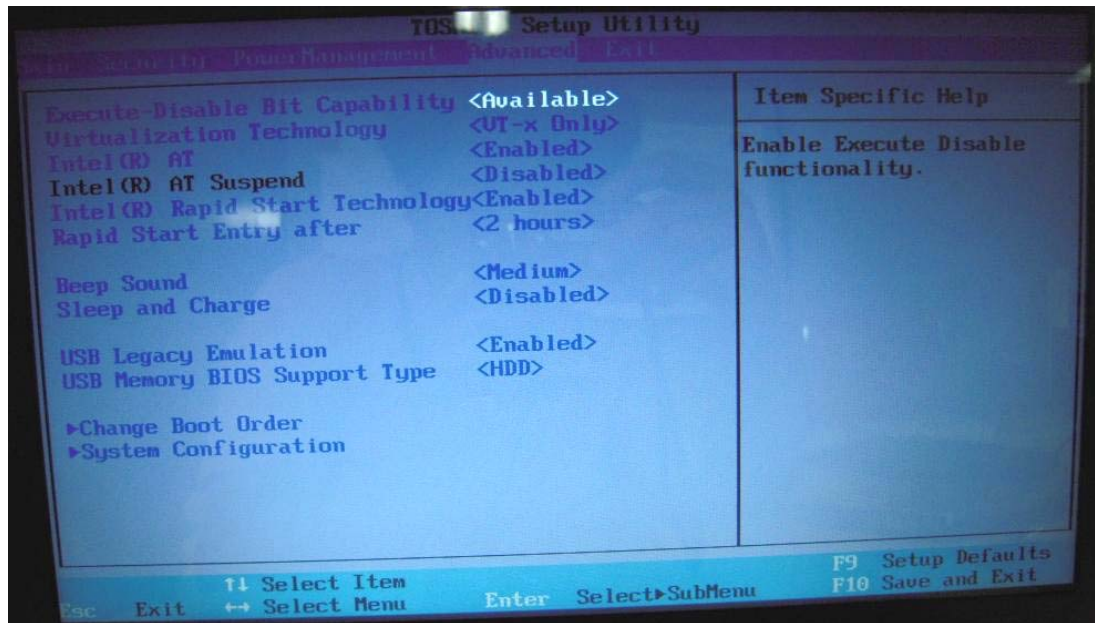 Setup Utility
Security PowerManagement Advanced Exit
Execute-Disable Bit Capability <Available>
Virtualization Technology <VT-x Only>
Intel(R) AT <Enabled>
Intel(R) AT Suspend <Disabled>
Intel(R) Rapid Start Technology<Enabled>
Rapid Start Entry after <2 hours>
Beep Sound <Medium>
Sleep and Charge <Disabled>
USB Legacy Emulation <Enabled>
USB Memory BIOS Support Type <HDD>
▶Change Boot Order
▶System Configuration
Item Specific Help
Enable Execute Disable
functionality.
↑↓ Select Item F9 Setup Defaults
Esc Exit ↔ Select Menu Enter Select▶SubMenu F10 Save and Exit